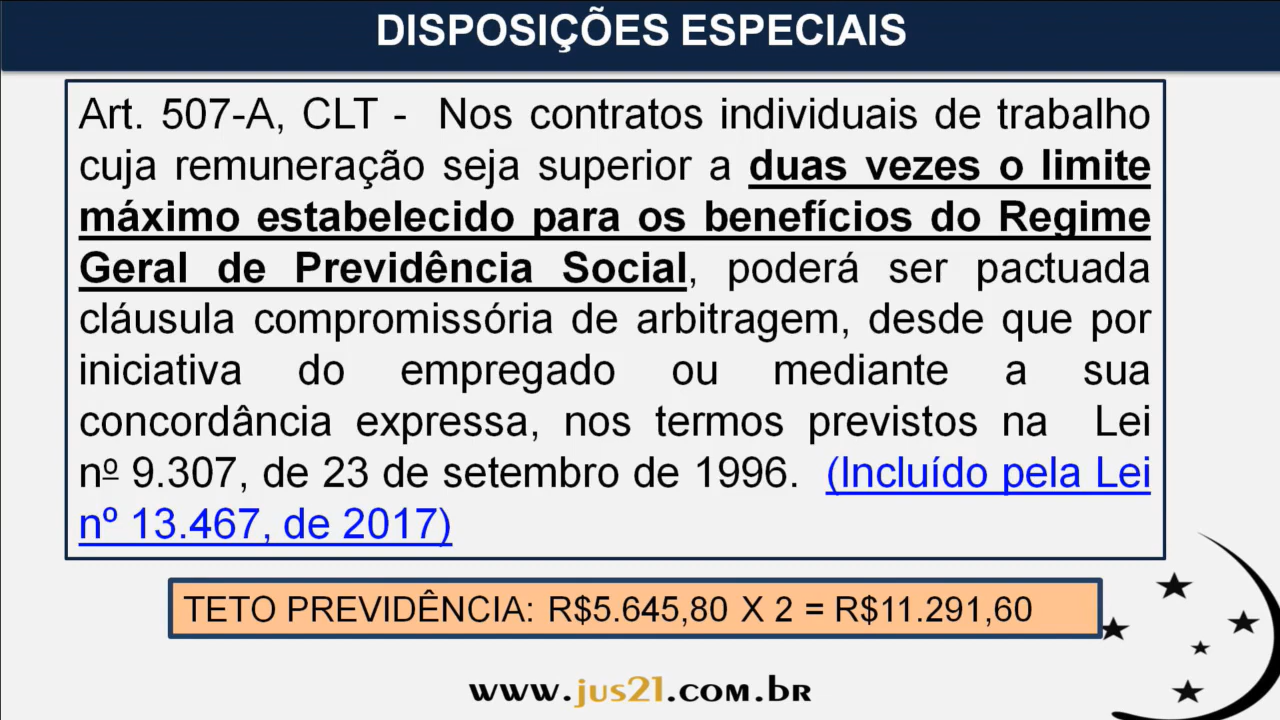 DISPOSIÇÕES ESPECIAIS
Art. 507-A, CLT - Nos contratos individuais de trabalho
cuja remuneração seja superior a duas vezes o limite
máximo estabelecido para os benefícios do Regime
Geral de Previdência Social, poderá ser pactuada
cláusula compromissória de arbitragem, desde que por
iniciativa do empregado ou mediante a sua
concordância expressa, nos termos previstos na Lei
nº 9.307, de 23 de setembro de 1996. (Incluído pela Lei
nº 13.467, de 2017)
TETO PREVIDÊNCIA: R$5.645,80 X 2 = R$11.291,60
www.jus21.com.br